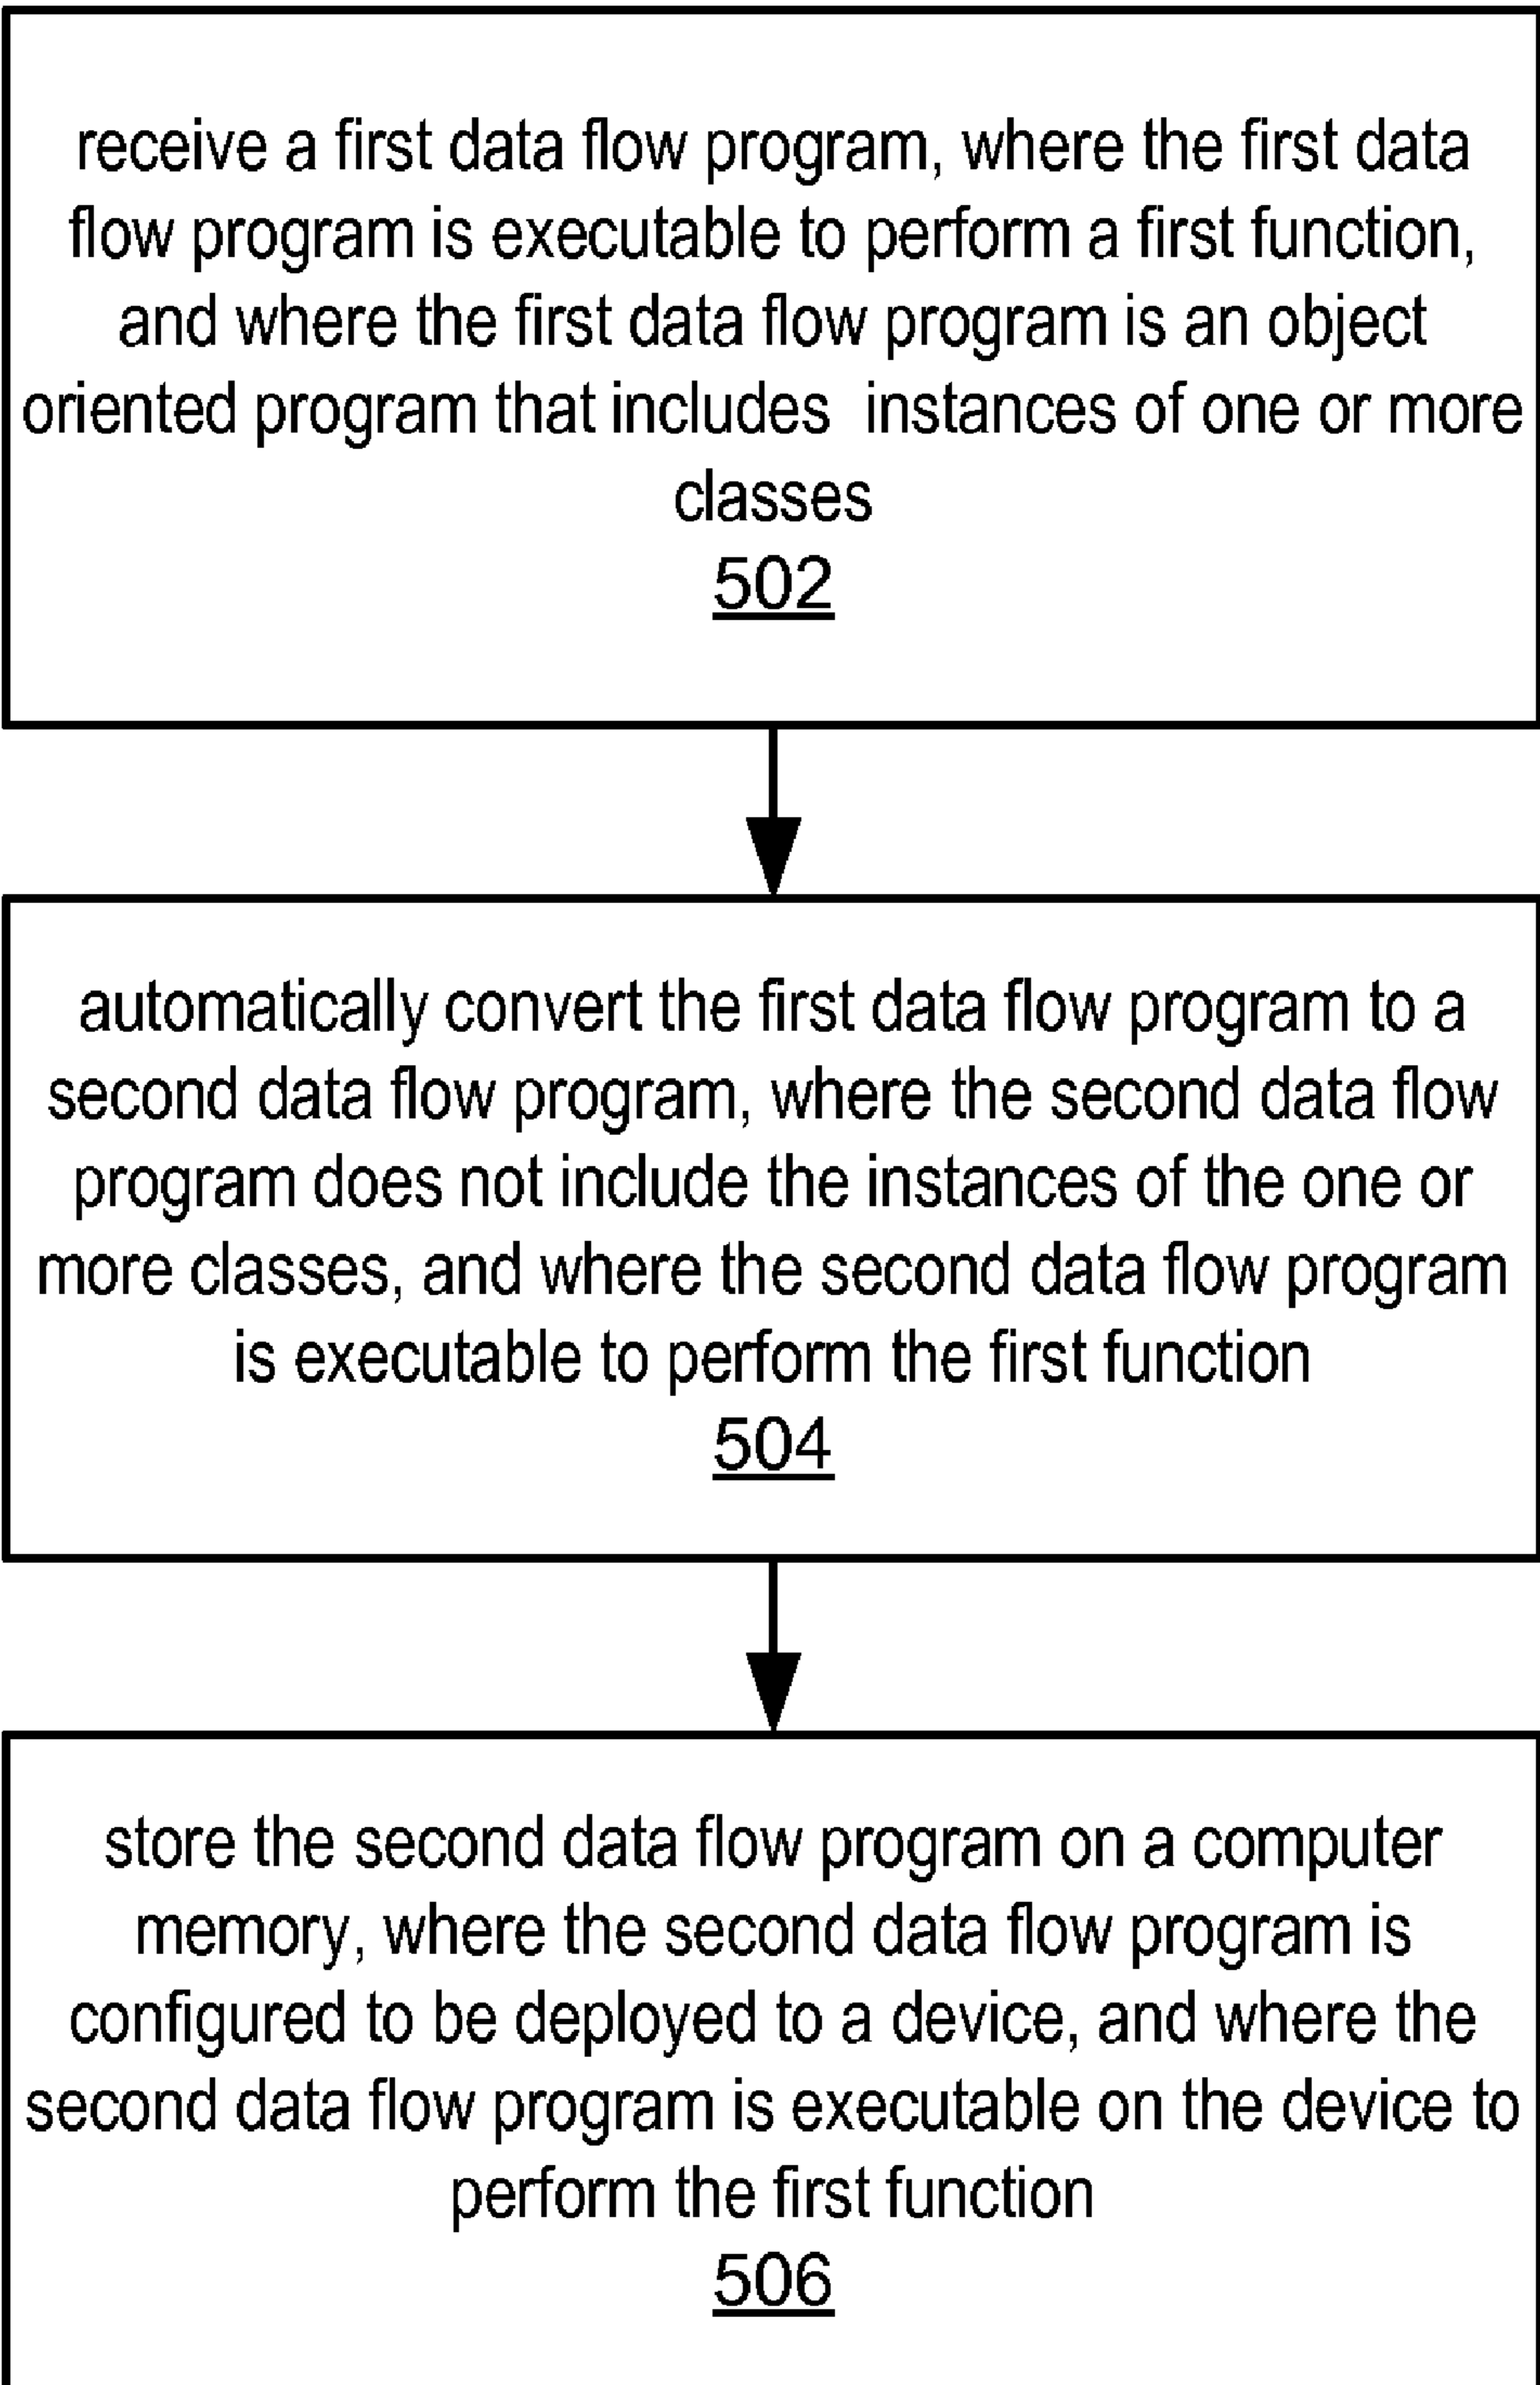 receive a first data flow program, where the first data
flow program is executable to perform a first function,
and where the first data flow program is an object
oriented program that includes instances of one or more
classes
502
automatically convert the first data flow program to a
second data flow program, where the second data flow
program does not include the instances of the one or
more classes, and where the second data flow program
is executable to perform the first function
504
store the second data flow program on a computer
memory, where the second data flow program is
configured to be deployed to a device, and where the
second data flow program is executable on the device to
perform the first function
506